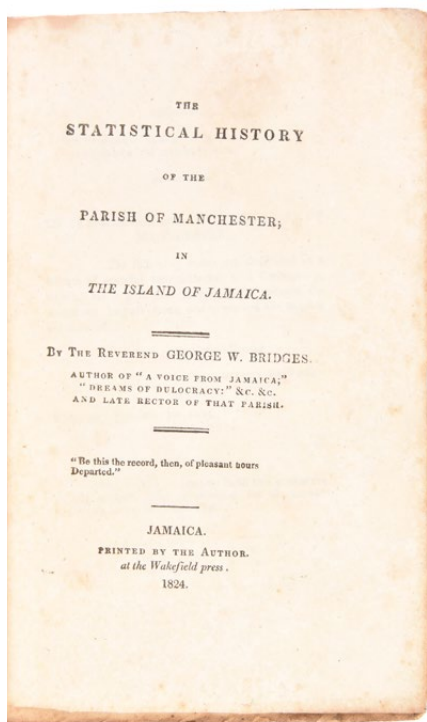 THE
STATISTICAL HISTORY
OF THE
PARISH OF MANCHESTER;
IN
THE ISLAND OF JAMAICA.
BY THE REVEREND GEORGE W. BRIDGES.
AUTHOR OF "A VOICE FROM JAMAICA;"
"DREAMS OF DULOCRACY:" &C. &C.
AND LATE RECTOR OF THAT PARISH.
"Be this the record, then, of pleasant hours
Departed."
JAMAICA.
PRINTED BY THE AUTHOR.
at the Wakefield press.
1824.